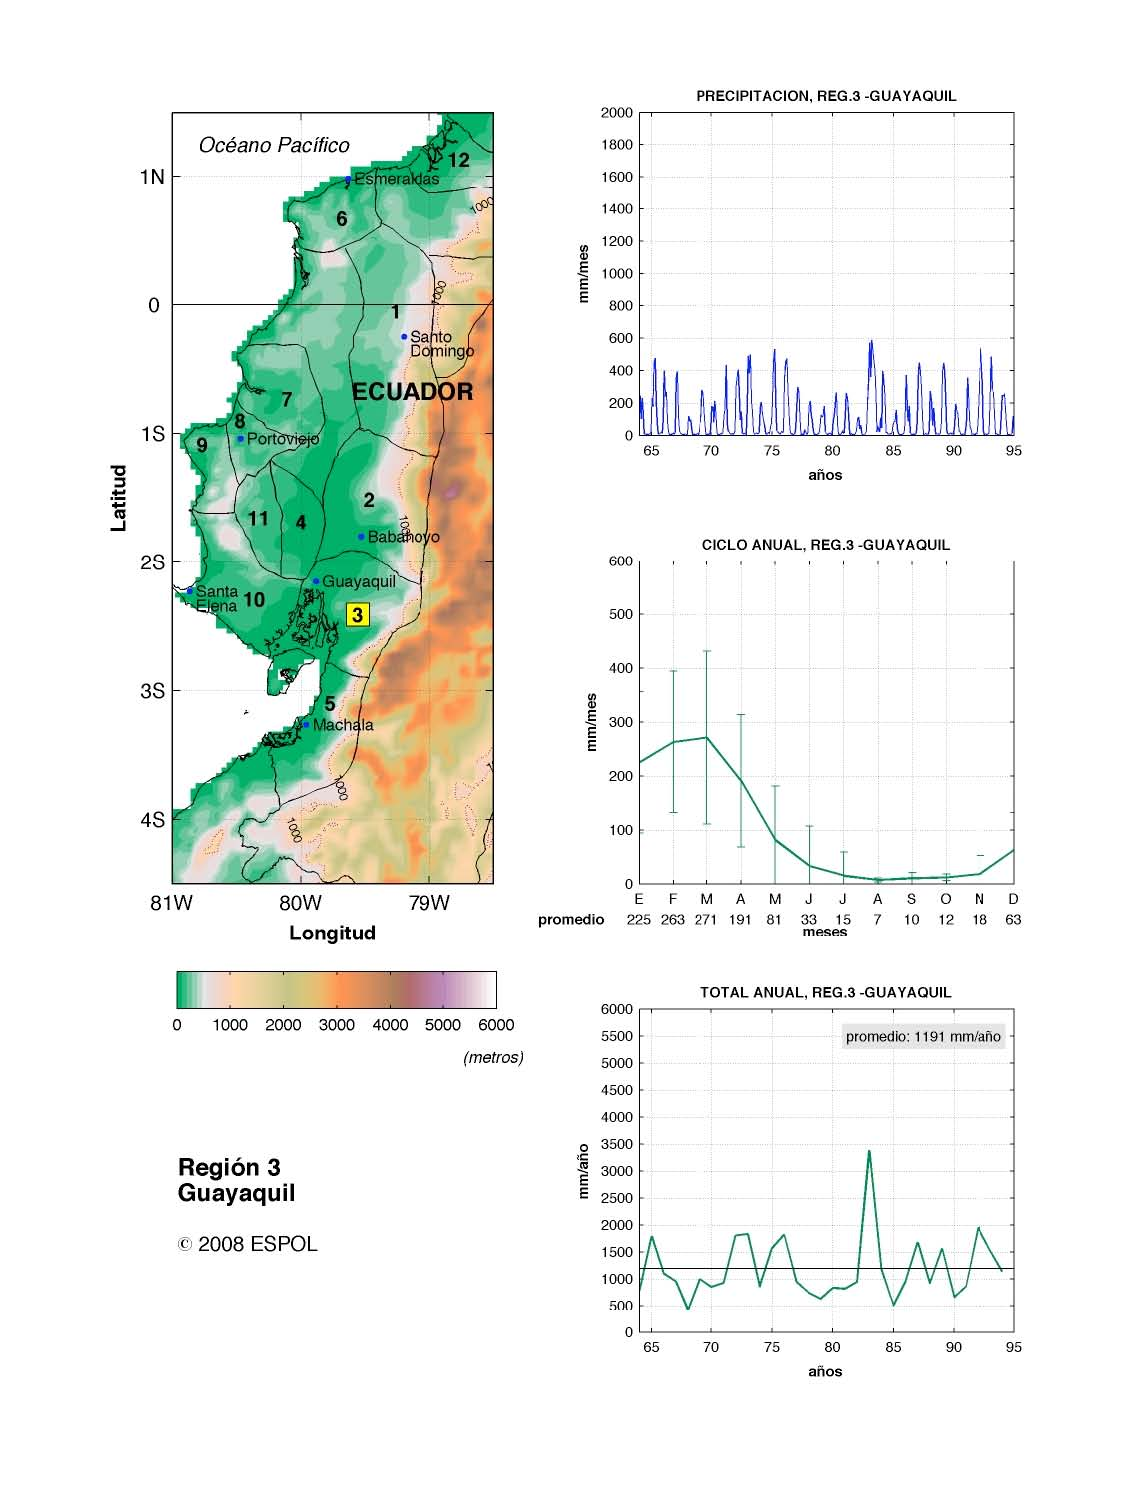 Océano Pacífico
12
1N
Esmeraldas
1000
6
1000
0
1
Santo
Domingo
ECUADOR
7
8
1S
9
Portoviejo
2
11
4
1000
Babahoyo
2S
Guayaquil
Santa
Elena
10
3
3S
5
Machala
1000
4S
1000
81W
80W
79W
Latitud
Longitud
0
1000
2000
3000
4000
5000
6000
(metros)
Región 3
Guayaquil
© 2008 ESPOL
PRECIPITACION, REG.3 -GUAYAQUIL
2000
1800
1600
1400
1200
1000
800
600
400
200
0
mm/mes
65 70 75 80 85 90 95
años
CICLO ANUAL, REG.3 -GUAYAQUIL
600
500
400
300
200
100
0
mm/mes
E F M A M J J A S O N D
promedio 225 263 271 191 81 33 15 7 10 12 18 63
meses
TOTAL ANUAL, REG.3 -GUAYAQUIL
6000
5500
5000
4500
4000
3500
3000
2500
2000
1500
1000
500
0
promedio: 1191 mm/año
mm/año
65 70 75 80 85 90 95
años